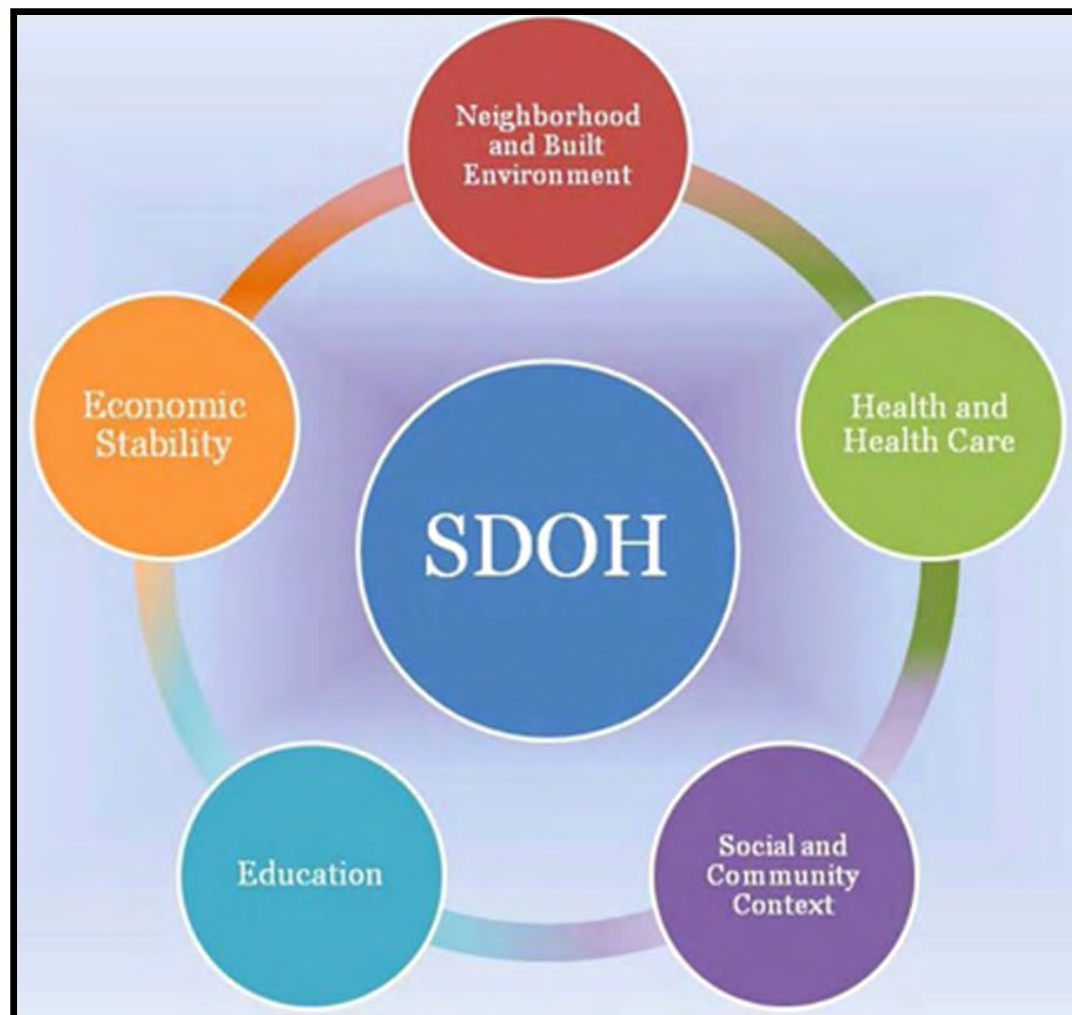 Neighborhood
and Built
Environment
Economic
Stability
Health and
Health Care
SDOH
Education
Social and
Community
Context